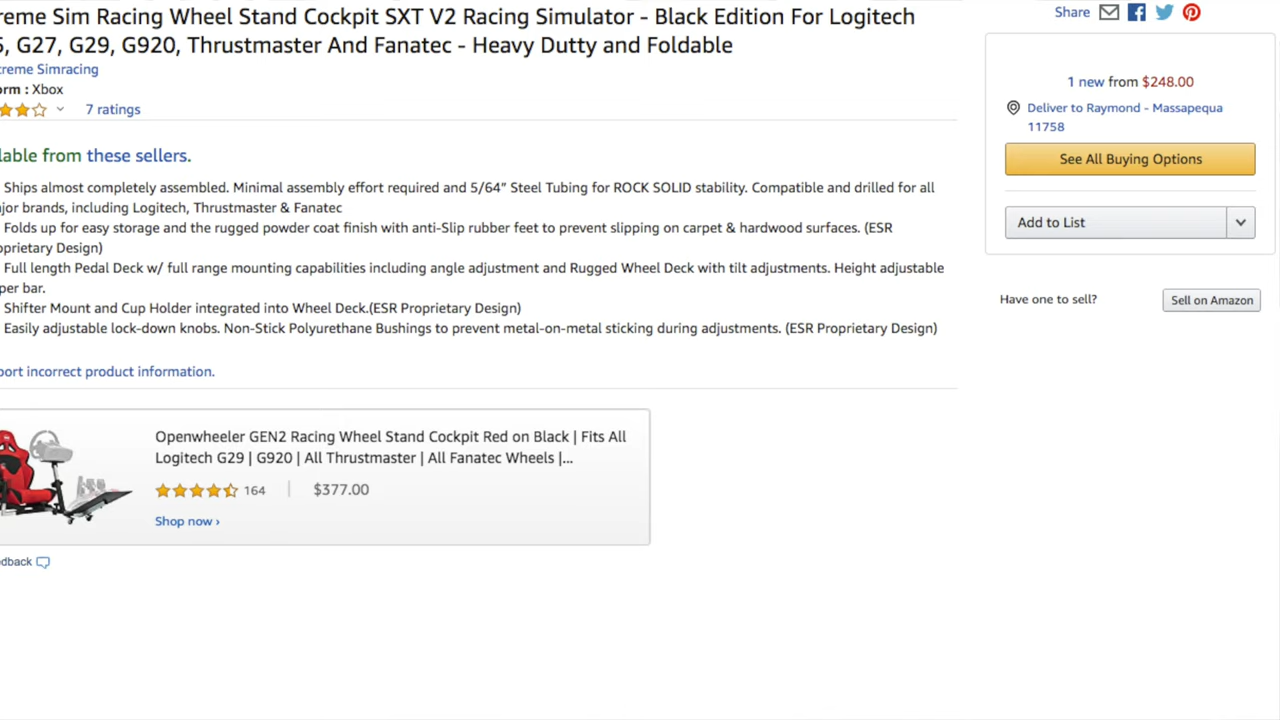 reme Sim Racing Wheel Stand Cockpit SXT V2 Racing Simulator - Black Edition For Logitech
5, G27, G29, G920, Thrustmaster And Fanatec - Heavy Dutty and Foldable
treme Simracing
orm : Xbox
7 ratings
lable from these sellers.
Ships almost completely assembled. Minimal assembly effort required and 5/64” Steel Tubing for ROCK SOLID stability. Compatible and drilled for all
jor brands, including Logitech, Thrustmaster & Fanatec
Folds up for easy storage and the rugged powder coat finish with anti-Slip rubber feet to prevent slipping on carpet & hardwood surfaces. (ESR
oprietary Design)
Full length Pedal Deck w/ full range mounting capabilities including angle adjustment and Rugged Wheel Deck with tilt adjustments. Height adjustable
per bar.
Shifter Mount and Cup Holder integrated into Wheel Deck.(ESR Proprietary Design)
Easily adjustable lock-down knobs. Non-Stick Polyurethane Bushings to prevent metal-on-metal sticking during adjustments. (ESR Proprietary Design)
port incorrect product information.
Openwheeler GEN2 Racing Wheel Stand Cockpit Red on Black | Fits All
Logitech G29 | G920 | All Thrustmaster | All Fanatec Wheels |...
164 | $377.00
Shop now ›
edback
Share
1 new from $248.00
Deliver to Raymond - Massapequa
11758
See All Buying Options
Add to List
Have one to sell?
Sell on Amazon